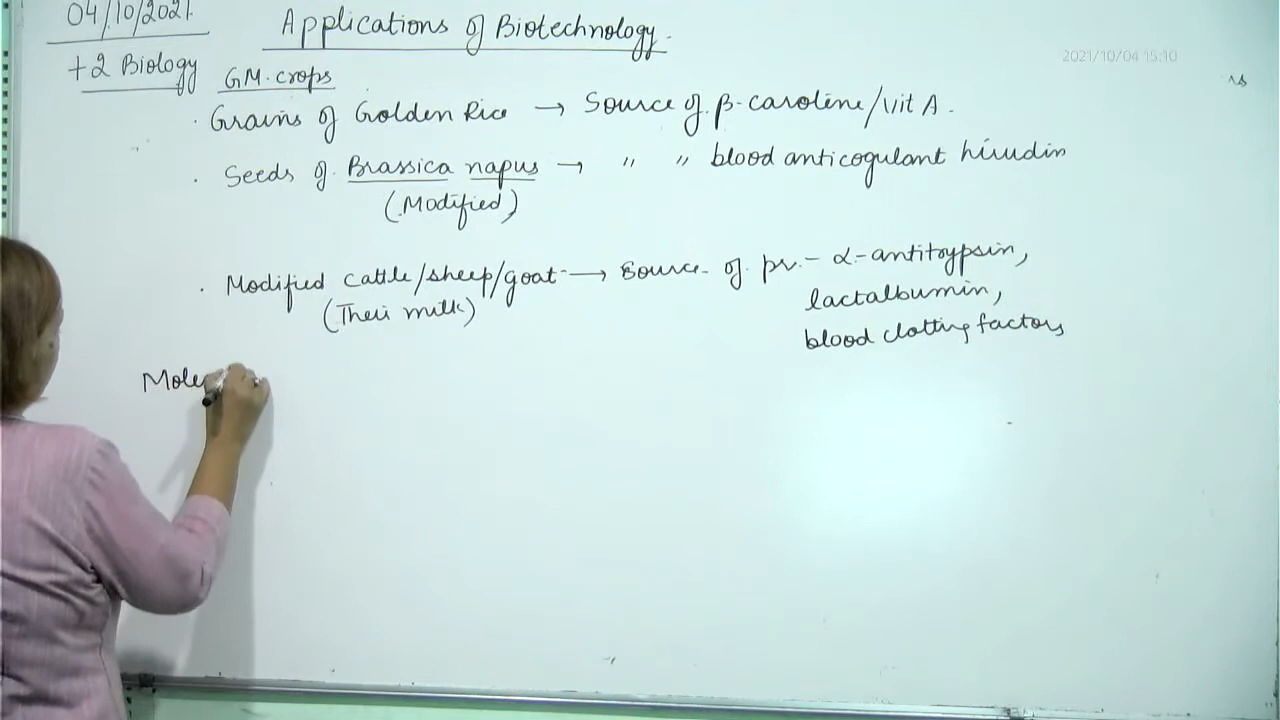 04/10/2021.
Applications of Biotechnology.
2021/10/04 15:10
+2 Biology
GM. crops
. Grains of Golden Rice → Source of β-carotene/vit A.
. Seeds of Brassica napus → " " blood anticogulant hirudin
(Modified)
. Modified cattle/sheep/goat → Source of pr. - α-antitrypsin,
(Their milk)
lactalbumin,
blood clotting factors
Mole